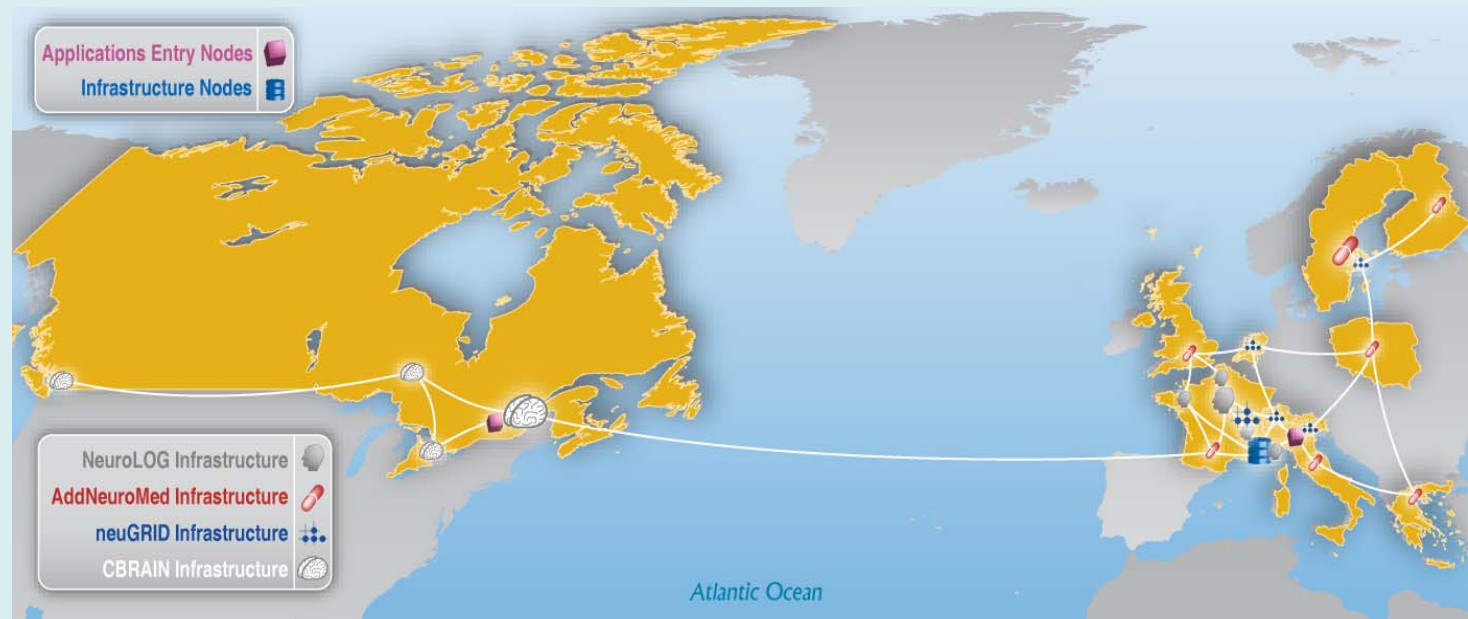 Applications Entry Nodes
Infrastructure Nodes
NeuroLOG Infrastructure
AddNeuroMed Infrastructure
neuGRID Infrastructure
CBRAIN Infrastructure
Atlantic Ocean